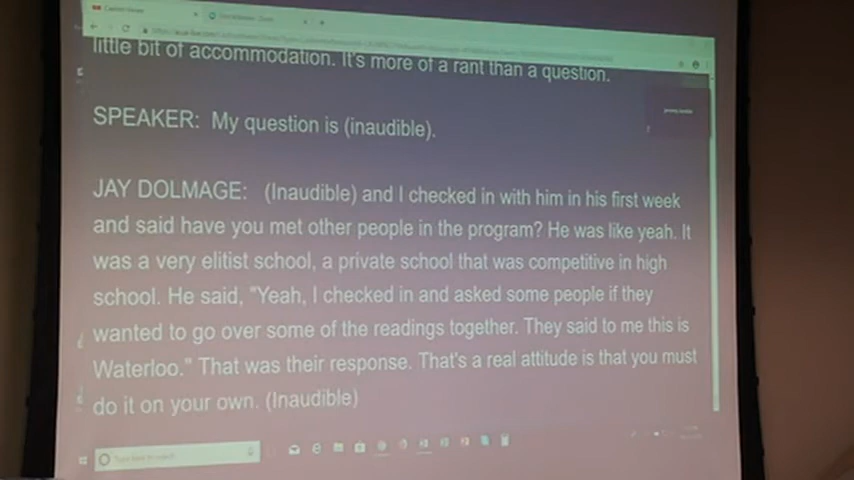 little bit of accommodation. It's more of a rant than a question.
SPEAKER: My question is (inaudible).
JAY DOLMAGE: (Inaudible) and I checked in with him in his first week
and said have you met other people in the program? He was like yeah. It
was a very elitist school, a private school that was competitive in high
school. He said, "Yeah, I checked in and asked some people if they
wanted to go over some of the readings together. They said to me this is
Waterloo." That was their response. That's a real attitude is that you must
do it on your own. (Inaudible)